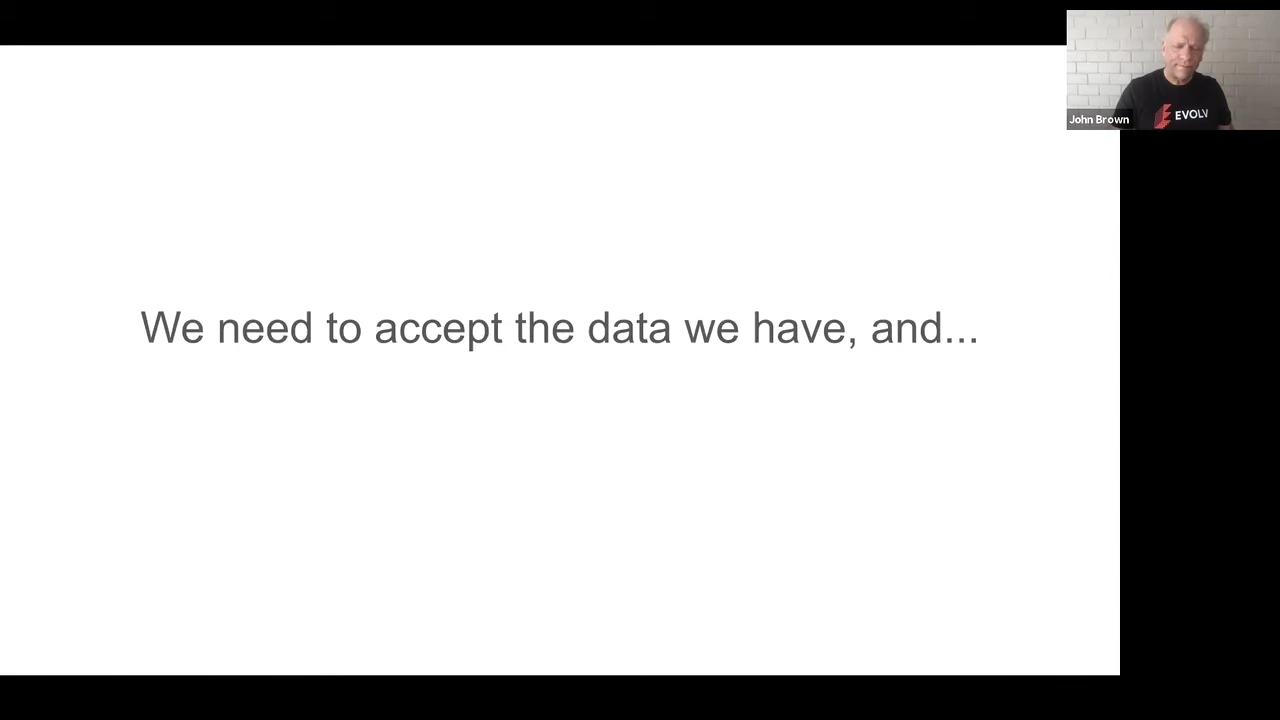 John Brown
EVOLV
We need to accept the data we have, and...